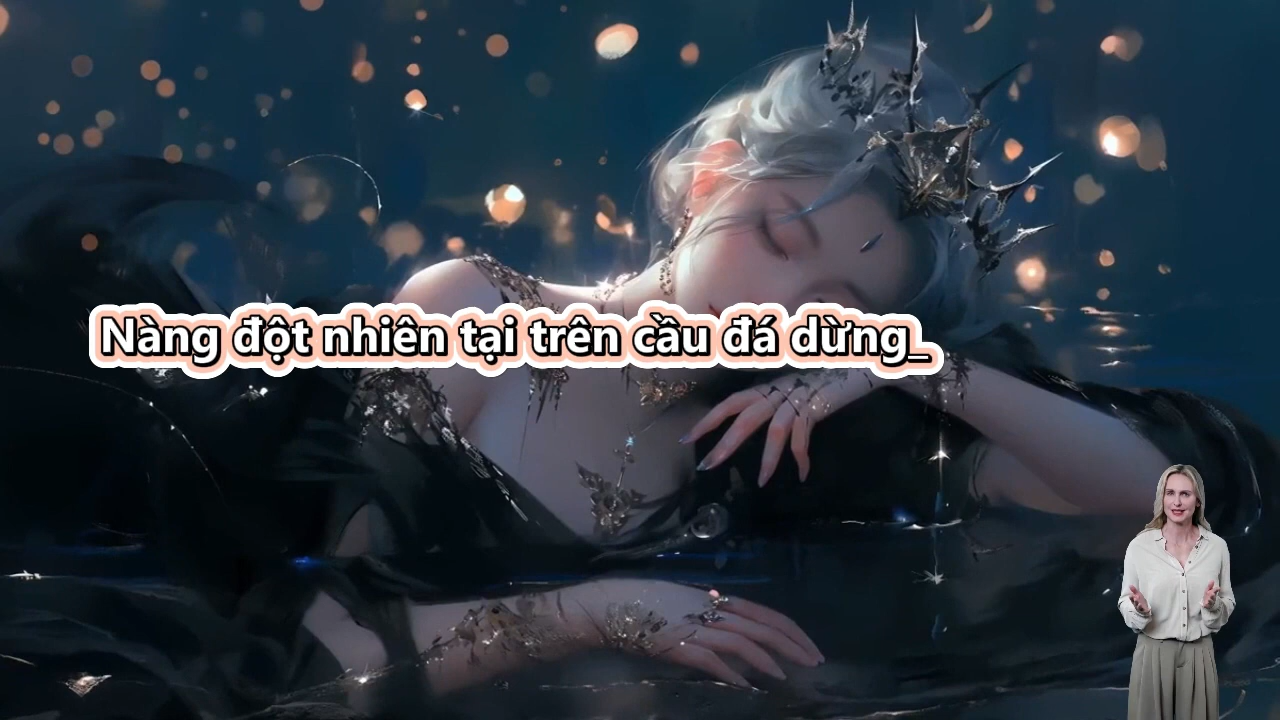 Nàng đột nhiên tại trên cầu đá dừng_